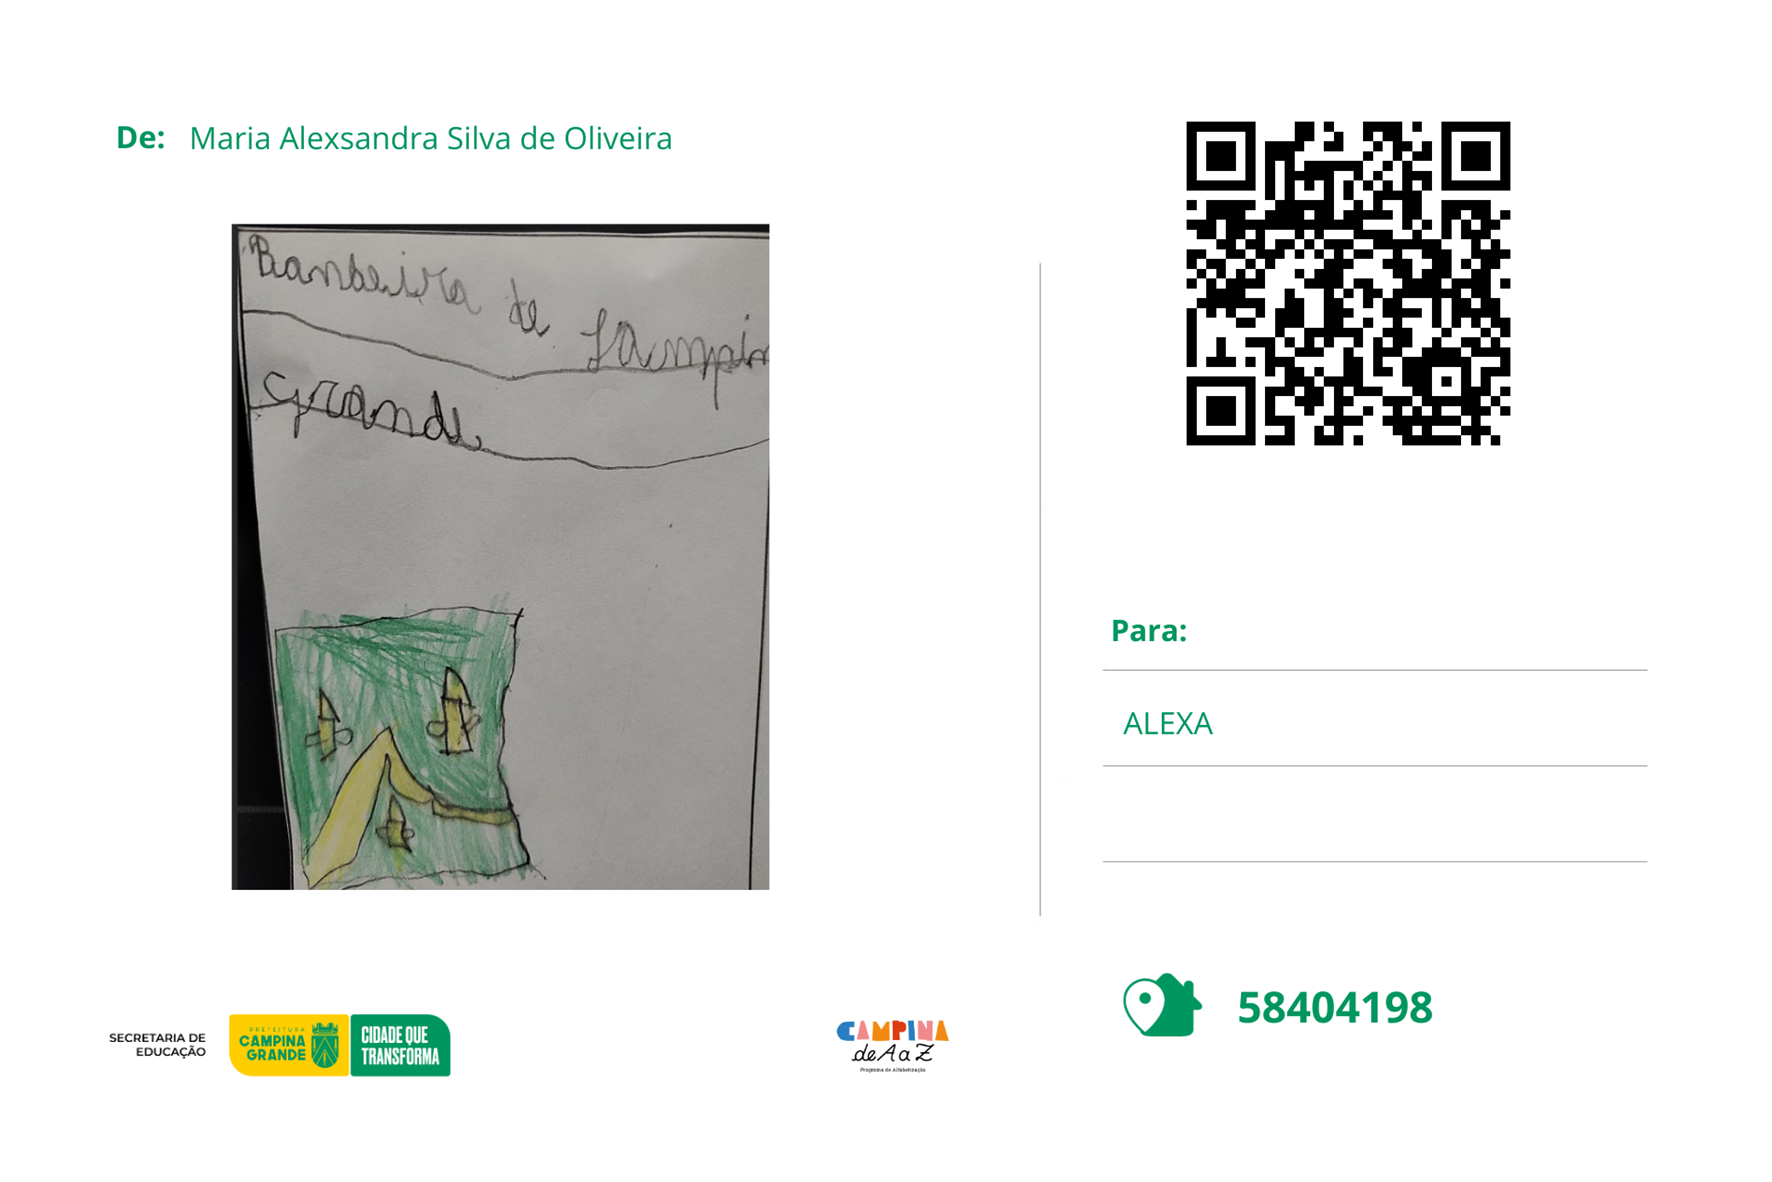 De: Maria Alexsandra Silva de Oliveira
Bandeira de Campin
grande
Para:
ALEXA
58404198
SECRETARIA DE
EDUCAÇÃO
PREFEITURA
CAMPINA
GRANDE
CIDADE QUE
TRANSFORMA
CAMPINA
de A a Z
Programa de Alfabetização